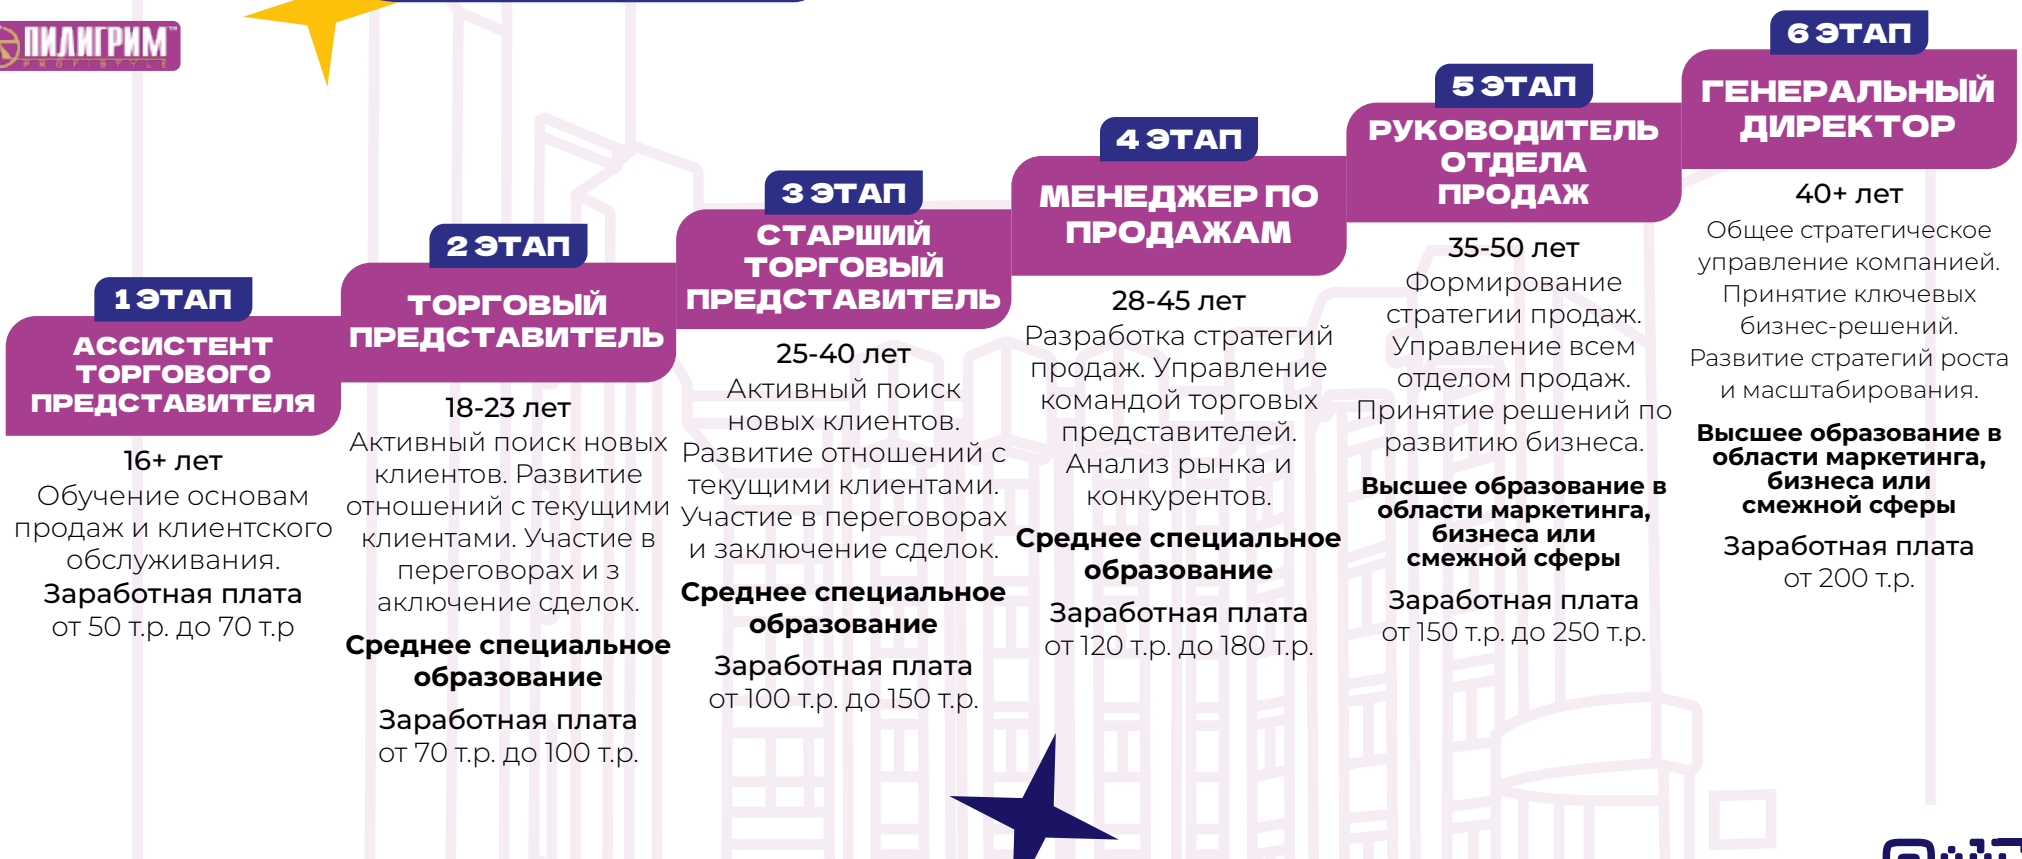 ПИЛИГРИМ
PROFISTYLE
1 ЭТАП
АССИСТЕНТ
ТОРГОВОГО
ПРЕДСТАВИТЕЛЯ
16+ лет
Обучение основам
продаж и клиентского
обслуживания.
Заработная плата
от 50 т.р. до 70 т.р
2 ЭТАП
ТОРГОВЫЙ
ПРЕДСТАВИТЕЛЬ
18-23 лет
Активный поиск новых
клиентов. Развитие
отношений с текущими
клиентами. Участие в
переговорах и з
аключение сделок.
Среднее специальное
образование
Заработная плата
от 70 т.р. до 100 т.р.
3 ЭТАП
СТАРШИЙ
ТОРГОВЫЙ
ПРЕДСТАВИТЕЛЬ
25-40 лет
Активный поиск
новых клиентов.
Развитие отношений с
текущими клиентами.
Участие в переговорах
и заключение сделок.
Среднее специальное
образование
Заработная плата
от 100 т.р. до 150 т.р.
4 ЭТАП
МЕНЕДЖЕР ПО
ПРОДАЖАМ
28-45 лет
Разработка стратегий
продаж. Управление
командой торговых
представителей.
Анализ рынка и
конкурентов.
Среднее специальное
образование
Заработная плата
от 120 т.р. до 180 т.р.
5 ЭТАП
РУКОВОДИТЕЛЬ
ОТДЕЛА
ПРОДАЖ
35-50 лет
Формирование
стратегии продаж.
Управление всем
отделом продаж.
Принятие решений по
развитию бизнеса.
Высшее образование в
области маркетинга,
бизнеса или
смежной сферы
Заработная плата
от 150 т.р. до 250 т.р.
6 ЭТАП
ГЕНЕРАЛЬНЫЙ
ДИРЕКТОР
40+ лет
Общее стратегическое
управление компанией.
Принятие ключевых
бизнес-решений.
Развитие стратегий роста
и масштабирования.
Высшее образование в
области маркетинга,
бизнеса или
смежной сферы
Заработная плата
от 200 т.р.